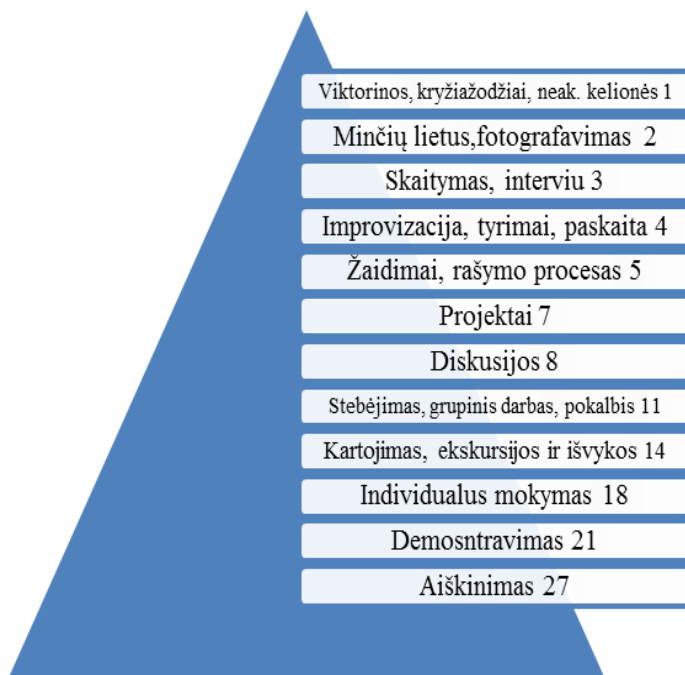 Viktorinos, kryžiažodžiai, neak. kelionės 1
Minčių lietus,fotografavimas 2
Skaitymas, interviu 3
Improvizacija, tyrimai, paskaita 4
Žaidimai, rašymo procesas 5
Projektai 7
Diskusijos 8
Stebėjimas, grupinis darbas, pokalbis 11
Kartojimas, ekskursijos ir išvykos 14
Individualus mokymas 18
Demosntravimas 21
Aiškinimas 27